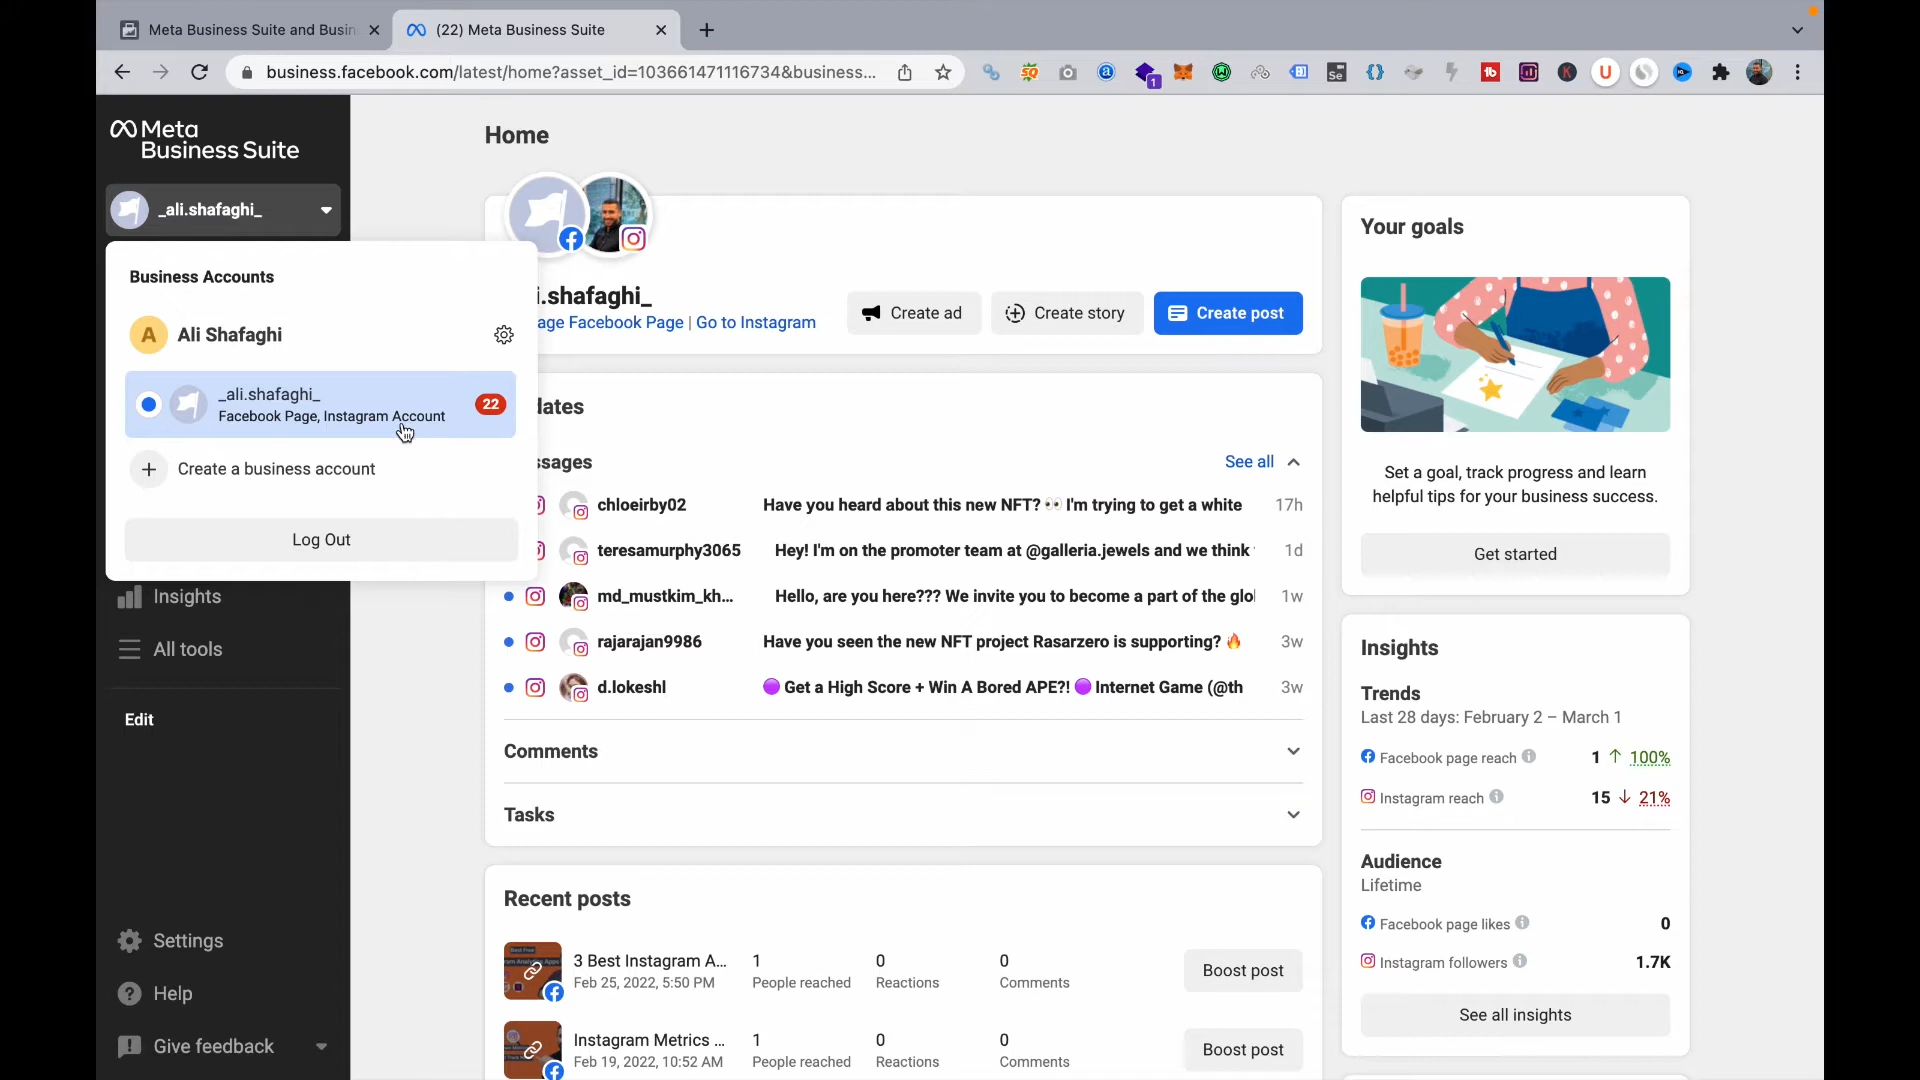 Meta Business Suite and Busin
(22) Meta Business Suite
business.facebook.com/latest/home?asset_id=103661471116734&business...
Meta
Business Suite
_ali.shafaghi_
Business Accounts
A
Ali Shafaghi
_ali.shafaghi_
Facebook Page, Instagram Account
22
Create a business account
Log Out
Insights
All tools
Edit
Settings
Help
Give feedback
Home
i.shafaghi_
age Facebook Page | Go to Instagram
Create ad
Create story
Create post
dates
ssages
See all
chloeirby02 Have you heard about this new NFT? 👀 I'm trying to get a white 17h
teresamurphy3065 Hey! I'm on the promoter team at @galleria.jewels and we think 1d
md_mustkim_kh... Hello, are you here??? We invite you to become a part of the glo 1w
rajarajan9986 Have you seen the new NFT project Rasarzero is supporting? 🔥 3w
d.lokeshl 🟣 Get a High Score + Win A Bored APE?! 🟣 Internet Game (@th 3w
Comments
Tasks
Recent posts
3 Best Instagram A... 1 0 0
Feb 25, 2022, 5:50 PM People reached Reactions Comments
Boost post
Instagram Metrics ... 1 0 0
Feb 19, 2022, 10:52 AM People reached Reactions Comments
Boost post
Your goals
Set a goal, track progress and learn
helpful tips for your business success.
Get started
Insights
Trends
Last 28 days: February 2 – March 1
Facebook page reach 1 ↑ 100%
Instagram reach 15 ↓ 21%
Audience
Lifetime
Facebook page likes 0
Instagram followers 1.7K
See all insights